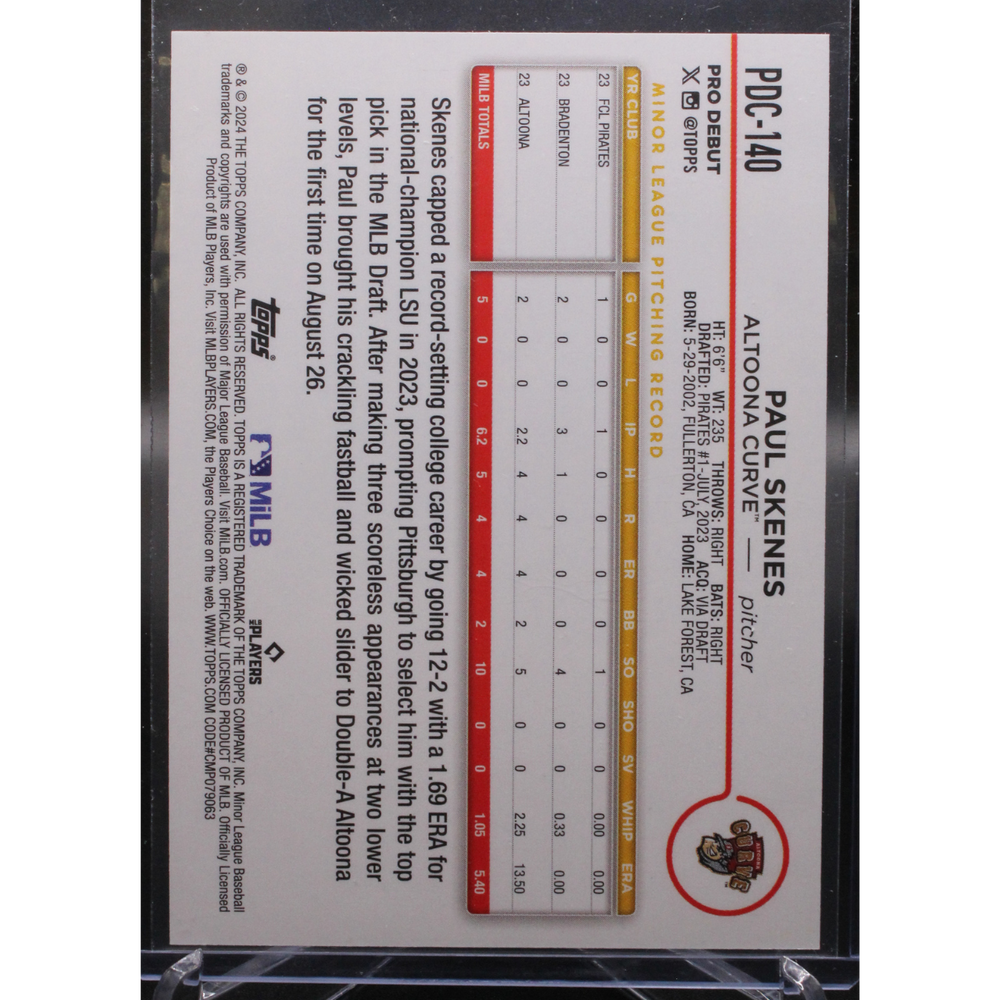 PDC-140
PAUL SKENES
ALTOONA CURVE™ — pitcher
PRO DEBUT
X @TOPPS
HT: 6'6" WT: 235 THROWS: RIGHT BATS: RIGHT
DRAFTED: PIRATES #1-JULY, 2023 ACQ: VIA DRAFT
BORN: 5-29-2002, FULLERTON, CA HOME: LAKE FOREST, CA
ALTOONA
CURVE
MINOR LEAGUE PITCHING RECORD
YR CLUB G W L IP H R ER BB SO SHO SV WHIP ERA
23 FCL PIRATES 1 0 0 1 0 0 0 0 1 0 0 0.00 0.00
23 BRADENTON 2 0 0 3 1 0 0 0 4 0 0 0.33 0.00
23 ALTOONA 2 0 0 2.2 4 4 4 2 5 0 0 2.25 13.50
MILB TOTALS 5 0 0 6.2 5 4 4 2 10 0 0 1.05 5.40
Skenes capped a record-setting college career by going 12-2 with a 1.69 ERA for
national-champion LSU in 2023, prompting Pittsburgh to select him with the top
pick in the MLB Draft. After making three scoreless appearances at two lower
levels, Paul brought his crackling fastball and wicked slider to Double-A Altoona
for the first time on August 26.
topps®
MiLB
MLB PLAYERS
® & © 2024 THE TOPPS COMPANY, INC. ALL RIGHTS RESERVED. TOPPS IS A REGISTERED TRADEMARK OF THE TOPPS COMPANY, INC. Minor League Baseball
trademarks and copyrights are used with permission of Major League Baseball. Visit MiLB.com. OFFICIALLY LICENSED PRODUCT OF MLB. Officially Licensed
Product of MLB Players, Inc. Visit MLBPLAYERS.COM, the Players Choice on the web. WWW.TOPPS.COM CODE#CMP079063